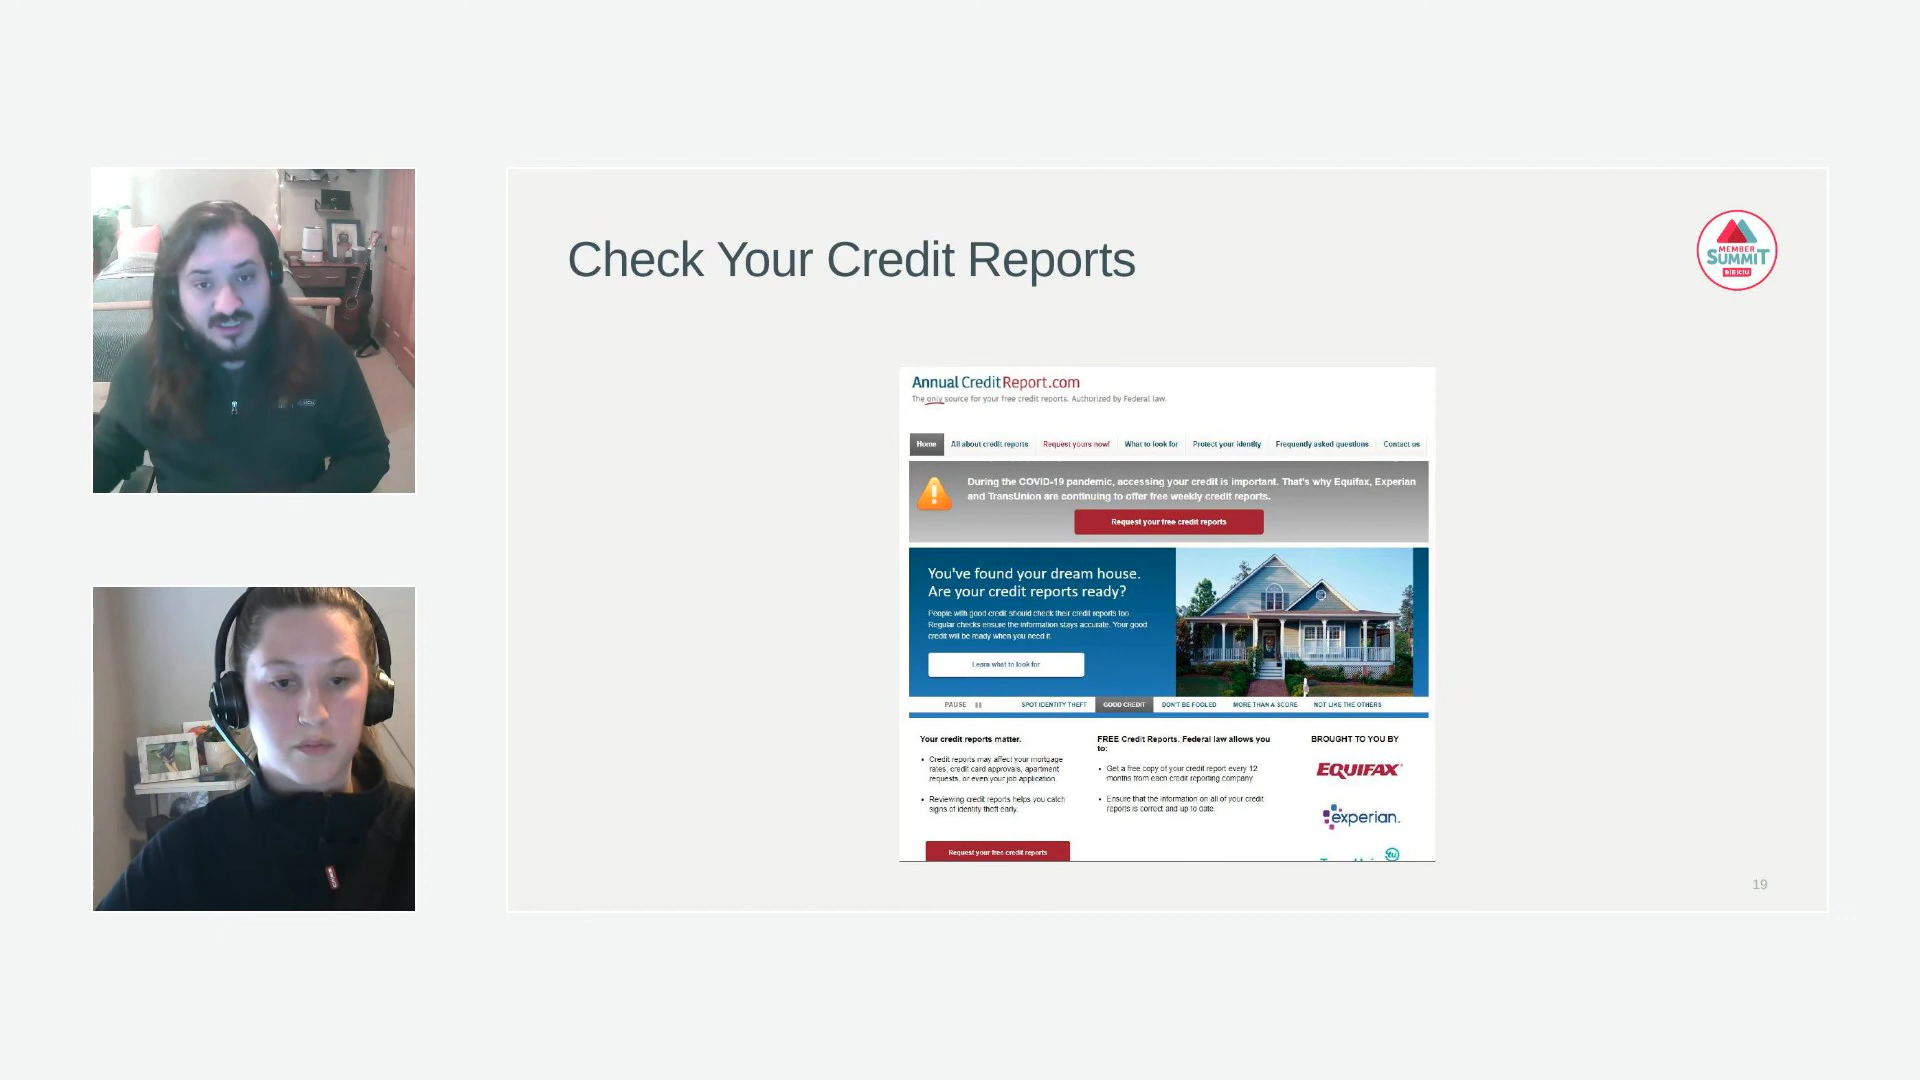 Check Your Credit Reports
MEMBER
SUMMIT
BECU
AnnualCreditReport.com
The only source for your free credit reports. Authorized by Federal law.
Home All about credit reports Request yours now! What to look for Protect your identity Frequently asked questions Contact us
During the COVID-19 pandemic, accessing your credit is important. That's why Equifax, Experian
and TransUnion are continuing to offer free weekly credit reports.
Request your free credit reports
You've found your dream house.
Are your credit reports ready?
People with good credit should check their credit reports too.
Regular checks ensure the information stays accurate. Your good
credit will be ready when you need it.
Learn what to look for
PAUSE SPOT IDENTITY THEFT GOOD CREDIT DON'T BE FOOLED MORE THAN A SCORE NOT LIKE THE OTHERS
Your credit reports matter.
• Credit reports may affect your mortgage
rates, credit card approvals, apartment
requests, or even your job application.
• Reviewing credit reports helps you catch
signs of identity theft early.
Request your free credit reports
FREE Credit Reports. Federal law allows you
to:
• Get a free copy of your credit report every 12
months from each credit reporting company.
• Ensure that the information on all of your credit
reports is correct and up to date.
BROUGHT TO YOU BY
EQUIFAX
experian.
tu
19